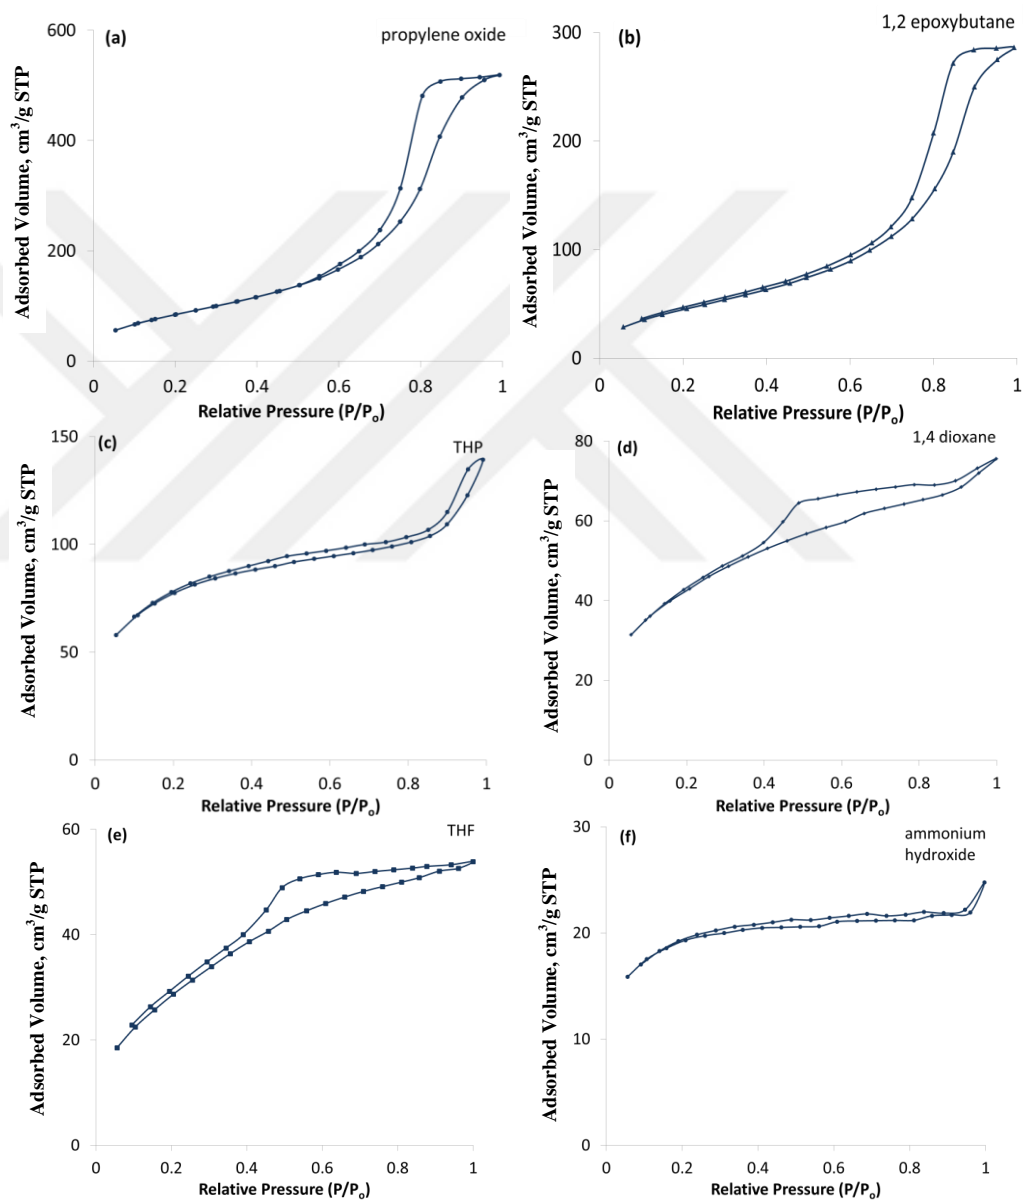 (a)
propylene oxide
600
400
200
0
0 0.2 0.4 0.6 0.8 1
Adsorbed Volume, cm³/g STP
Relative Pressure (P/Pₒ)
(b)
1,2 epoxybutane
300
200
100
0
0 0.2 0.4 0.6 0.8 1
Adsorbed Volume, cm³/g STP
Relative Pressure (P/Pₒ)
(c)
THP
150
100
50
0
0 0.2 0.4 0.6 0.8 1
Adsorbed Volume, cm³/g STP
Relative Pressure (P/Pₒ)
(d)
1,4 dioxane
80
60
40
20
0
0 0.2 0.4 0.6 0.8 1
Adsorbed Volume, cm³/g STP
Relative Pressure (P/Pₒ)
(e)
THF
60
40
20
0
0 0.2 0.4 0.6 0.8 1
Adsorbed Volume, cm³/g STP
Relative Pressure (P/Pₒ)
(f)
ammonium
hydroxide
30
20
10
0
0 0.2 0.4 0.6 0.8 1
Adsorbed Volume, cm³/g STP
Relative Pressure (P/Pₒ)